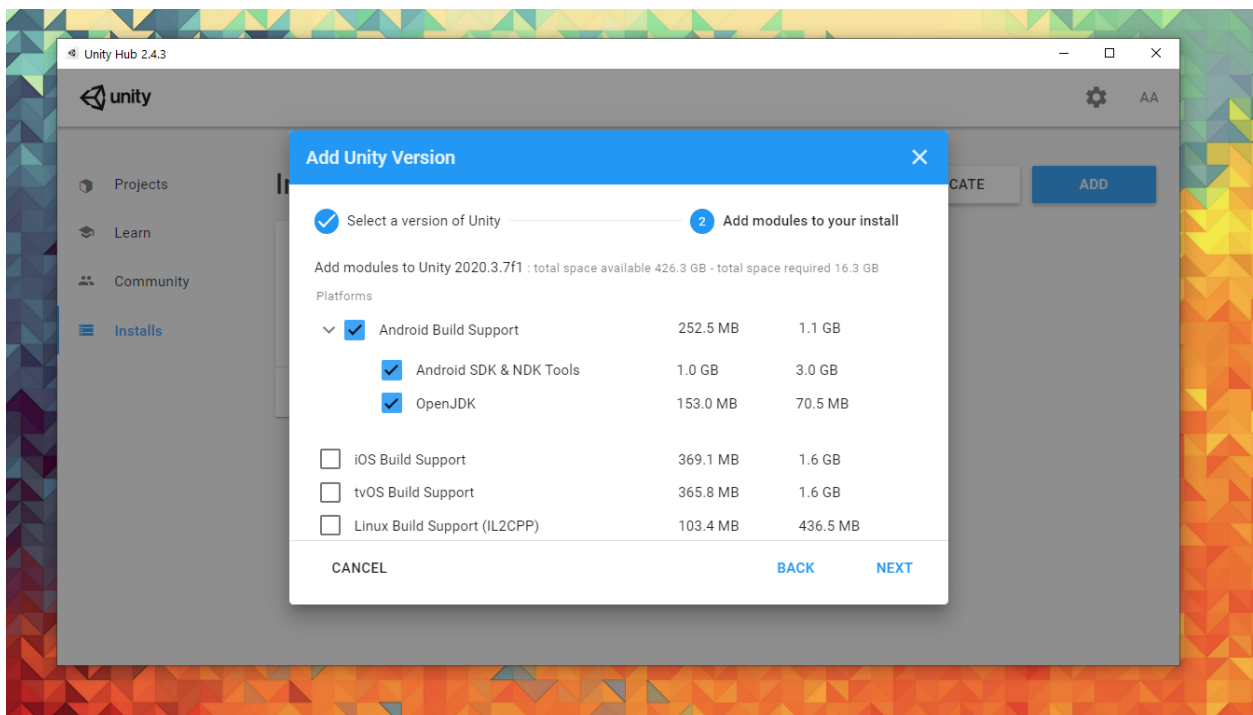 Unity Hub 2.4.3
unity
AA
Add Unity Version
Projects
CATE
ADD
Select a version of Unity
2 Add modules to your install
Learn
Add modules to Unity 2020.3.7f1 : total space available 426.3 GB - total space required 16.3 GB
Community
Platforms
Installs
Android Build Support 252.5 MB 1.1 GB
Android SDK & NDK Tools 1.0 GB 3.0 GB
OpenJDK 153.0 MB 70.5 MB
iOS Build Support 369.1 MB 1.6 GB
tvOS Build Support 365.8 MB 1.6 GB
Linux Build Support (IL2CPP) 103.4 MB 436.5 MB
CANCEL BACK NEXT